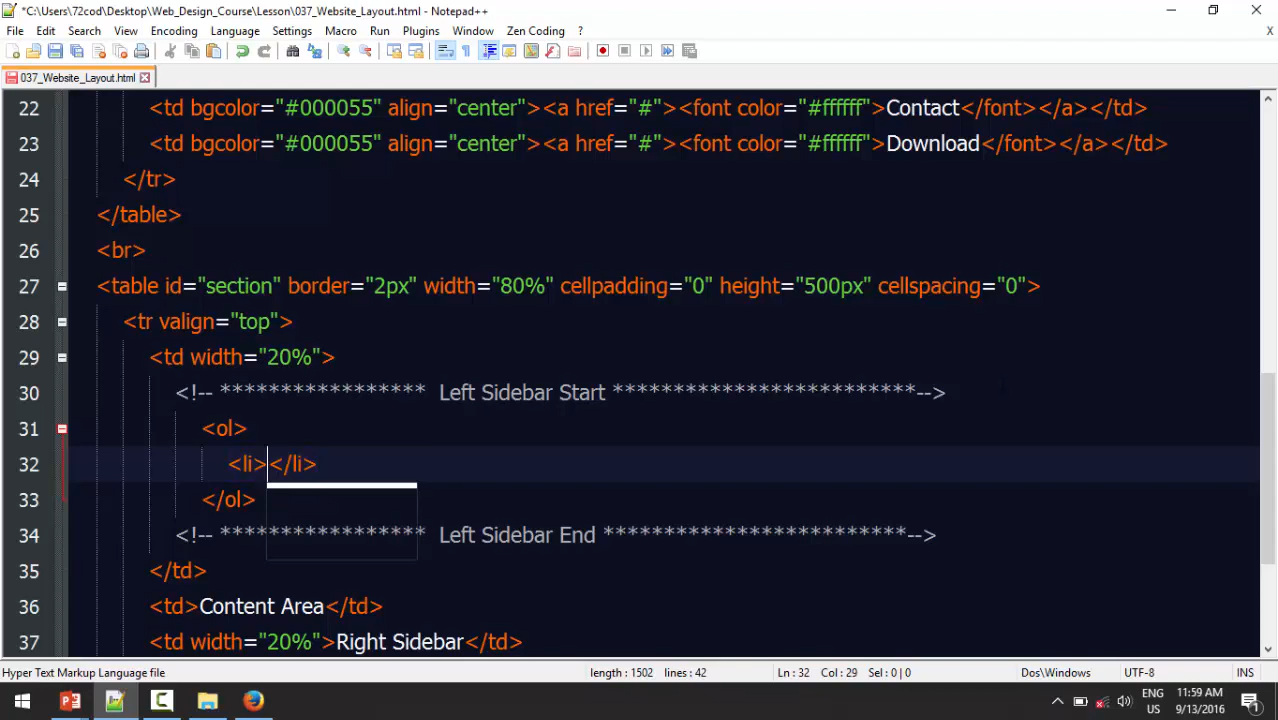 *C:\Users\72cod\Desktop\Web_Design_Course\Lesson\037_Website_Layout.html - Notepad++
File Edit Search View Encoding Language Settings Macro Run Plugins Window Zen Coding ? X
037_Website_Layout.html
22 <td bgcolor="#000055" align="center"><a href="#"><font color="#ffffff">Contact</font></a></td>
23 <td bgcolor="#000055" align="center"><a href="#"><font color="#ffffff">Download</font></a></td>
24 </tr>
25 </table>
26 <br>
27 <table id="section" border="2px" width="80%" cellpadding="0" height="500px" cellspacing="0">
28 <tr valign="top">
29 <td width="20%">
30 <!-- ***************** Left Sidebar Start *************************-->
31 <ol>
32 <li></li>
33 </ol>
34 <!-- ***************** Left Sidebar End *************************-->
35 </td>
36 <td>Content Area</td>
37 <td width="20%">Right Sidebar</td>
Hyper Text Markup Language file length : 1502 lines : 42 Ln : 32 Col : 29 Sel : 0 | 0 Dos\Windows UTF-8 INS
ENG 11:59 AM
US 9/13/2016